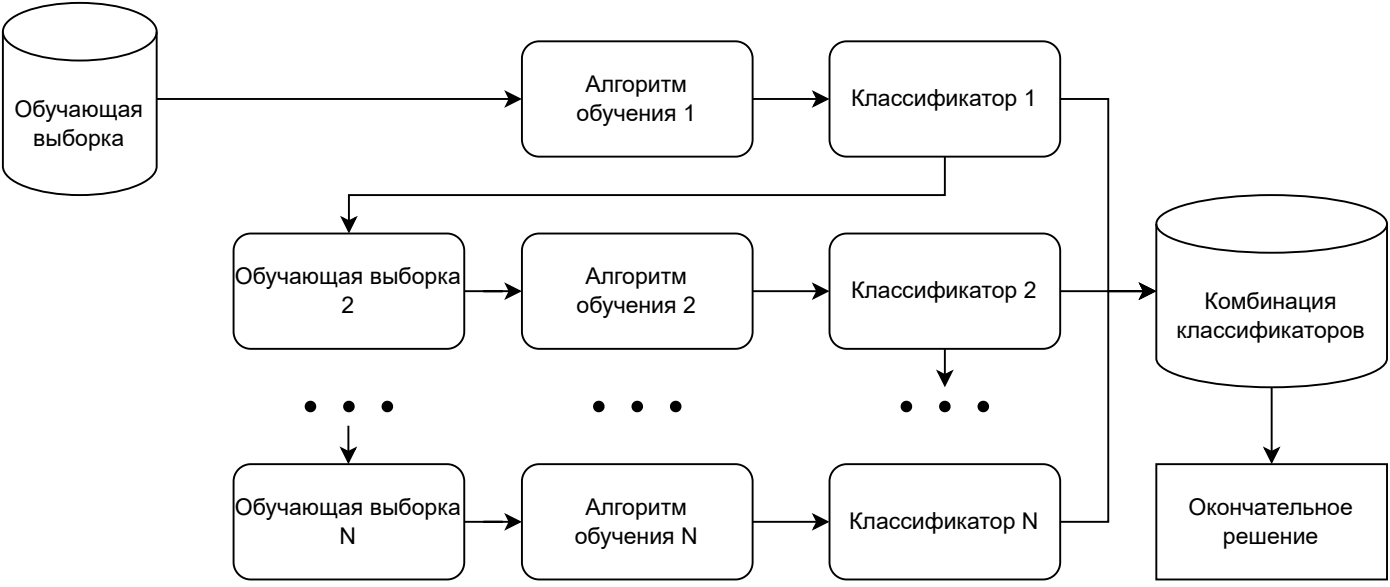 Обучающая
выборка
Алгоритм
обучения 1
Классификатор 1
Обучающая выборка
2
Алгоритм
обучения 2
Классификатор 2
Комбинация
классификаторов
Обучающая выборка
N
Алгоритм
обучения N
Классификатор N
Окончательное
решение